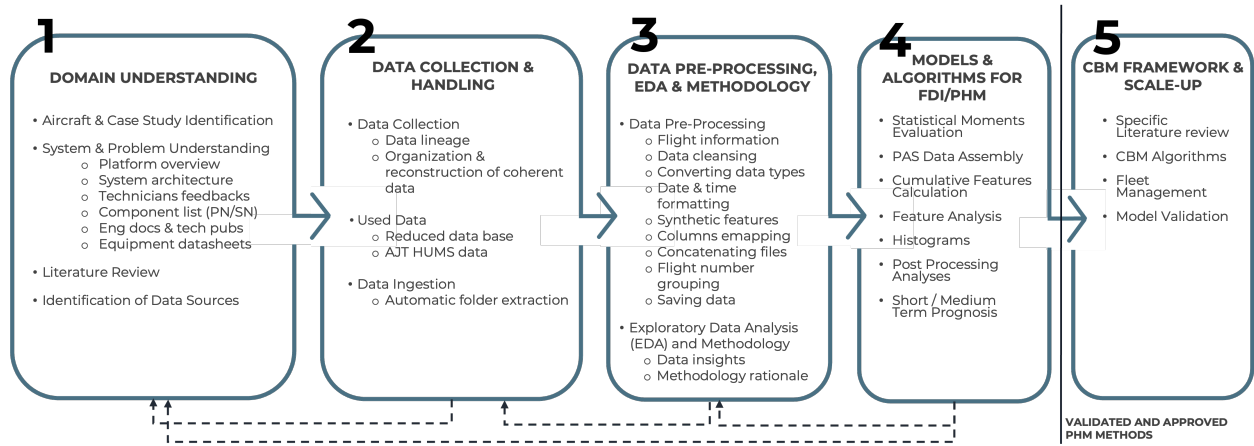 1
DOMAIN UNDERSTANDING
• Aircraft & Case Study Identification
• System & Problem Understanding
o Platform overview
o System architecture
o Technicians feedbacks
o Component list (PN/SN)
o Eng docs & tech pubs
o Equipment datasheets
• Literature Review
• Identification of Data Sources
2
DATA COLLECTION &
HANDLING
• Data Collection
o Data lineage
o Organization &
reconstruction of coherent
data
• Used Data
o Reduced data base
o AJT HUMS data
• Data Ingestion
o Automatic folder extraction
3
DATA PRE-PROCESSING,
EDA & METHODOLOGY
• Data Pre-Processing
o Flight information
o Data cleansing
o Converting data types
o Date & time
formatting
o Synthetic features
o Columns emapping
o Concatenating files
o Flight number
grouping
o Saving data
• Exploratory Data Analysis
(EDA) and Methodology
o Data insights
o Methodology rationale
4
MODELS &
ALGORITHMS FOR
FDI/PHM
• Statistical Moments
Evaluation
• PAS Data Assembly
• Cumulative Features
Calculation
• Feature Analysis
• Histograms
• Post Processing
Analyses
• Short / Medium
Term Prognosis
5
CBM FRAMEWORK &
SCALE-UP
• Specific
Literature review
• CBM Algorithms
• Fleet
Management
• Model Validation
VALIDATED AND APPROVED
PHM METHODS